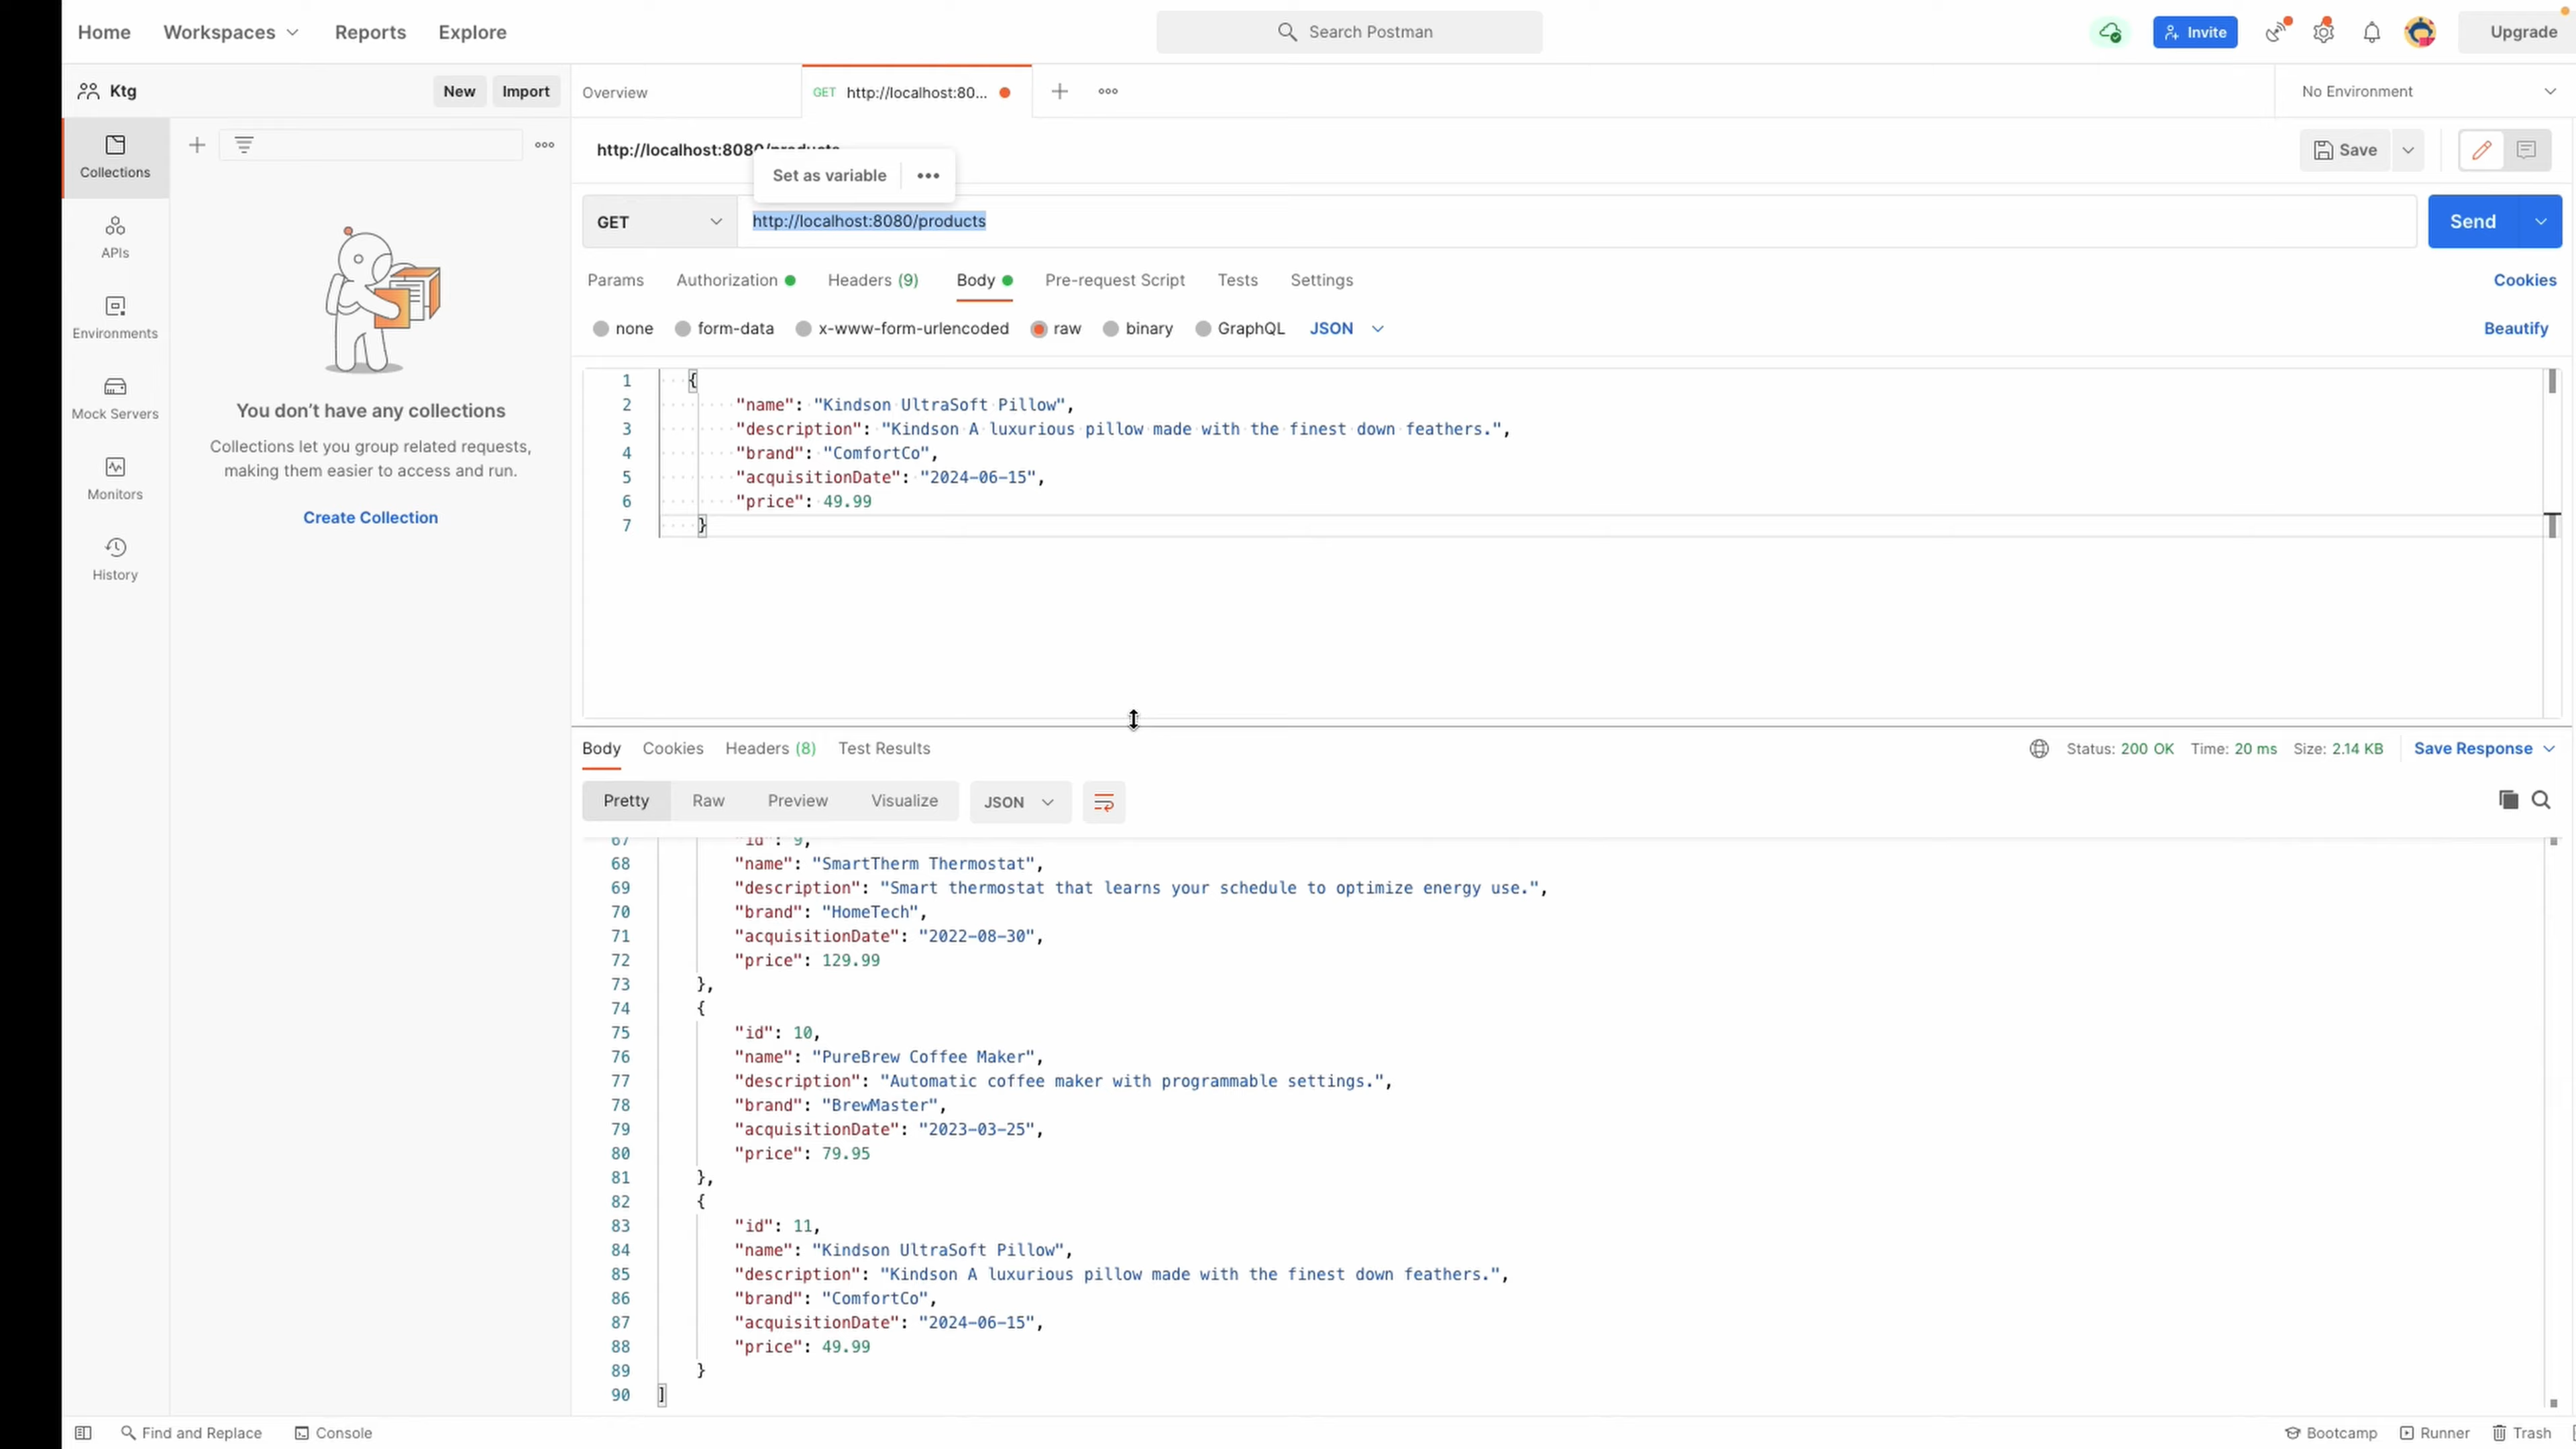 Home Workspaces Reports Explore Search Postman Invite Upgrade
Ktg New Import Overview GET http://localhost:80... No Environment
Collections
APIs
Environments
Mock Servers
Monitors
History
You don’t have any collections
Collections let you group related requests,
making them easier to access and run.
Create Collection
http://localhost:8080/products Save
Set as variable
GET http://localhost:8080/products Send
Params Authorization Headers (9) Body Pre-request Script Tests Settings Cookies
none form-data x-www-form-urlencoded raw binary GraphQL JSON Beautify
1 {
2 "name": "Kindson UltraSoft Pillow",
3 "description": "Kindson A luxurious pillow made with the finest down feathers.",
4 "brand": "ComfortCo",
5 "acquisitionDate": "2024-06-15",
6 "price": 49.99
7 }
Body Cookies Headers (8) Test Results Status: 200 OK Time: 20 ms Size: 2.14 KB Save Response
Pretty Raw Preview Visualize JSON
67 "id": 9,
68 "name": "SmartTherm Thermostat",
69 "description": "Smart thermostat that learns your schedule to optimize energy use.",
70 "brand": "HomeTech",
71 "acquisitionDate": "2022-08-30",
72 "price": 129.99
73 },
74 {
75 "id": 10,
76 "name": "PureBrew Coffee Maker",
77 "description": "Automatic coffee maker with programmable settings.",
78 "brand": "BrewMaster",
79 "acquisitionDate": "2023-03-25",
80 "price": 79.95
81 },
82 {
83 "id": 11,
84 "name": "Kindson UltraSoft Pillow",
85 "description": "Kindson A luxurious pillow made with the finest down feathers.",
86 "brand": "ComfortCo",
87 "acquisitionDate": "2024-06-15",
88 "price": 49.99
89 }
90 ]
Find and Replace Console Bootcamp Runner Trash